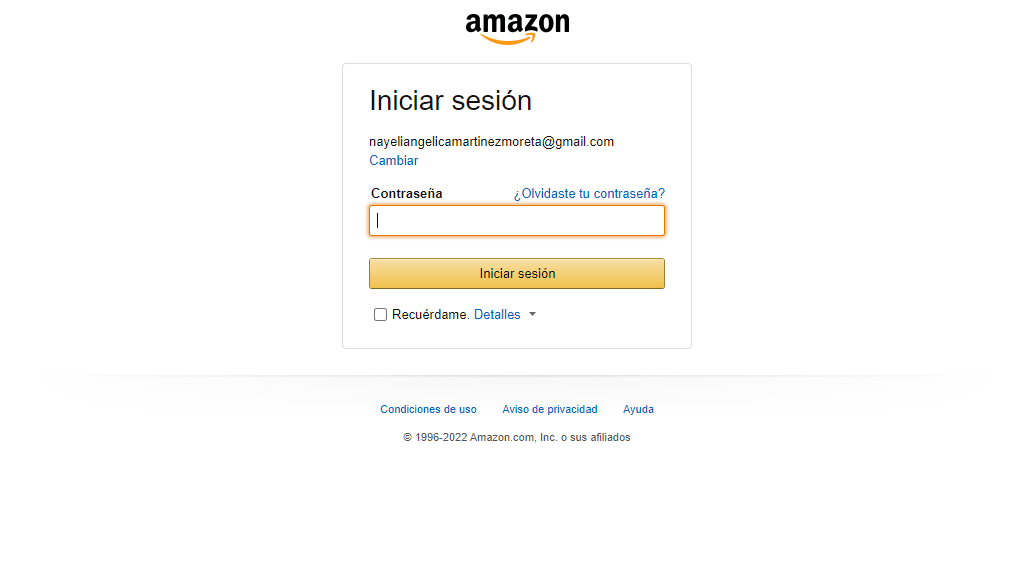 amazon
Iniciar sesión
nayeliangelicamartinezmoreta@gmail.com
Cambiar
Contraseña ¿Olvidaste tu contraseña?
Iniciar sesión
Recuérdame. Detalles
Condiciones de uso Aviso de privacidad Ayuda
© 1996-2022 Amazon.com, Inc. o sus afiliados